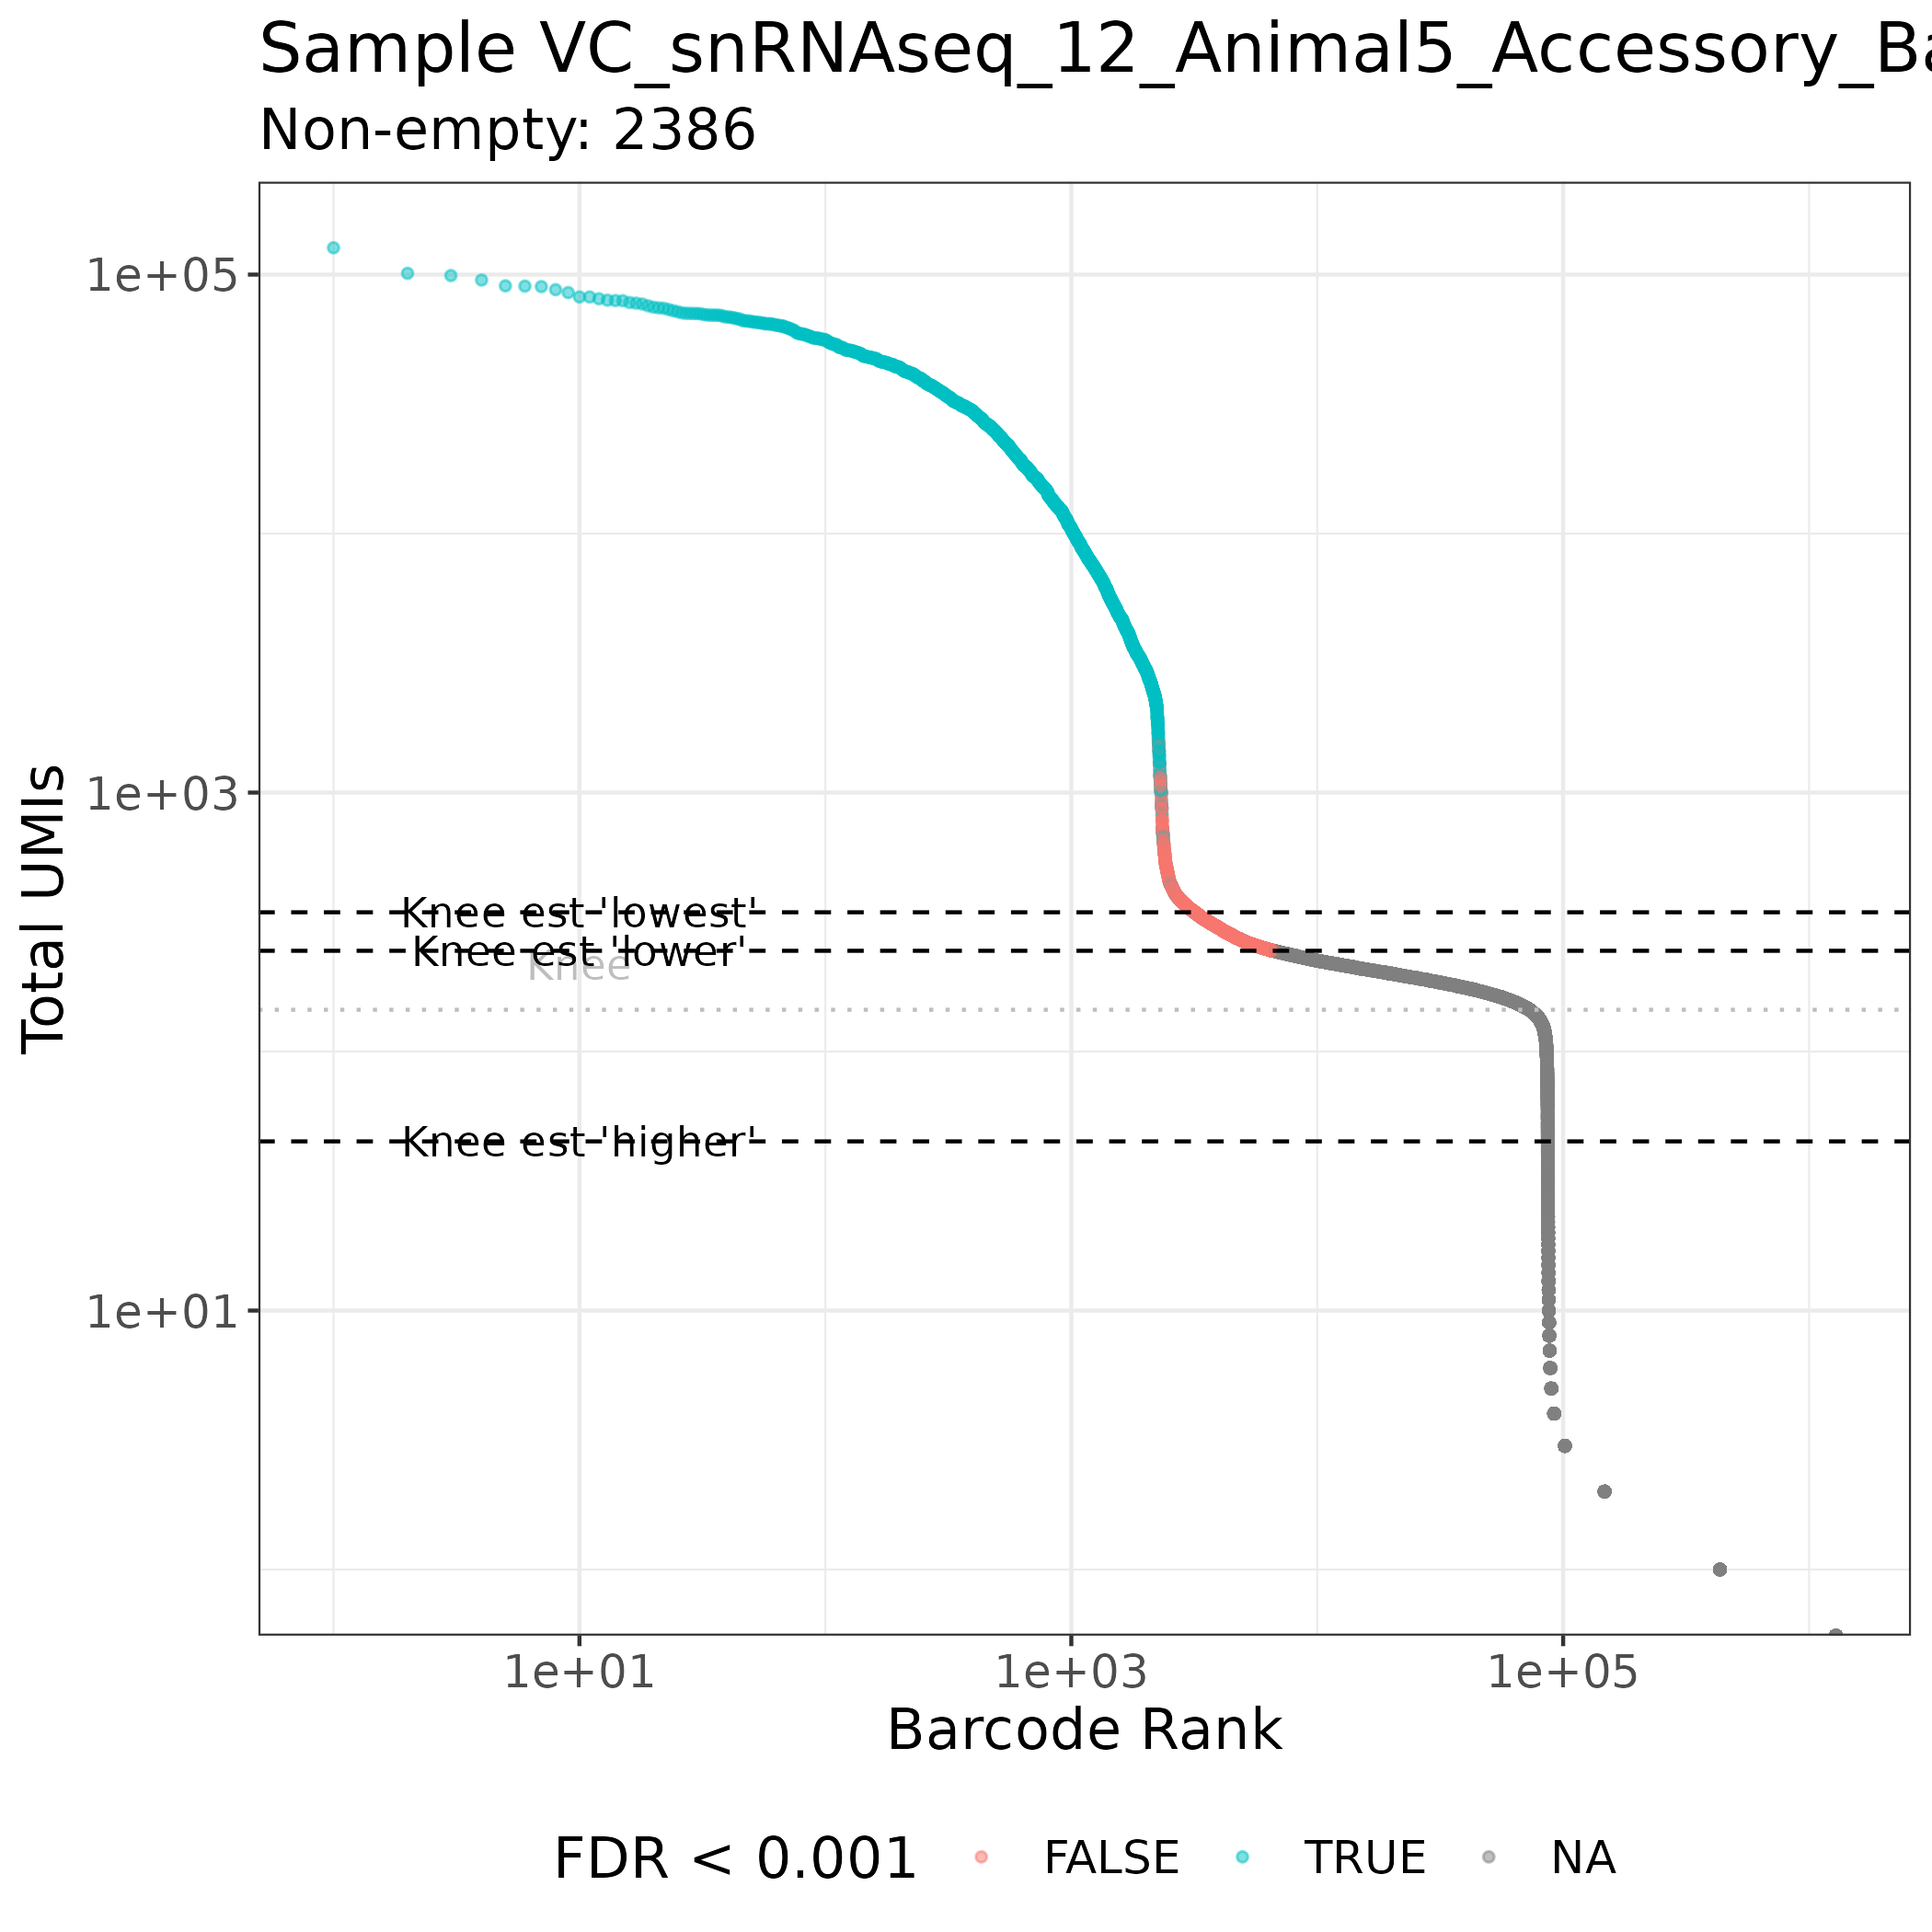 Sample VC_snRNAseq_12_Animal5_Accessory_Ba
Non-empty: 2386
Total UMIs
1e+05
1e+03
Knee est 'lowest'
Knee est 'lower'
Knee
Knee est 'higher'
1e+01
1e+01 1e+03 1e+05
Barcode Rank
FDR < 0.001 FALSE TRUE NA